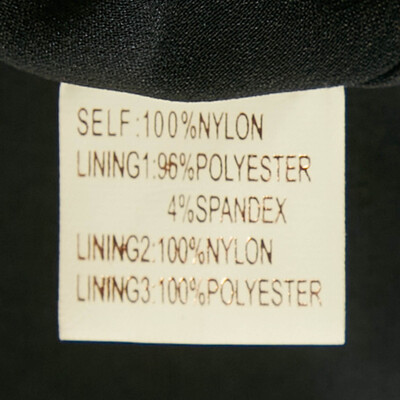 SELF:100%NYLON
LINING1:96%POLYESTER
4%SPANDEX
LINING2:100%NYLON
LINING3:100%POLYESTER